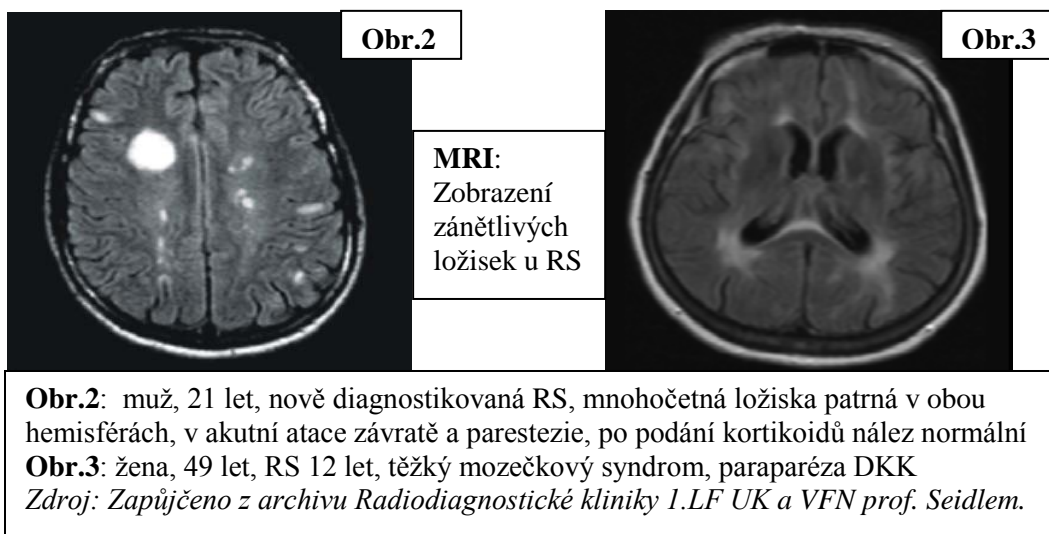 Obr.2
Obr.3
MRI:
Zobrazení
zánětlivých
ložisek u RS
Obr.2:  muž, 21 let, nově diagnostikovaná RS, mnohočetná ložiska patrná v obou
hemisférách, v akutní atace závratě a parestezie, po podání kortikoidů nález normální
Obr.3: žena, 49 let, RS 12 let, těžký mozečkový syndrom, paraparéza DKK
Zdroj: Zapůjčeno z archivu Radiodiagnostické kliniky 1.LF UK a VFN prof. Seidlem.